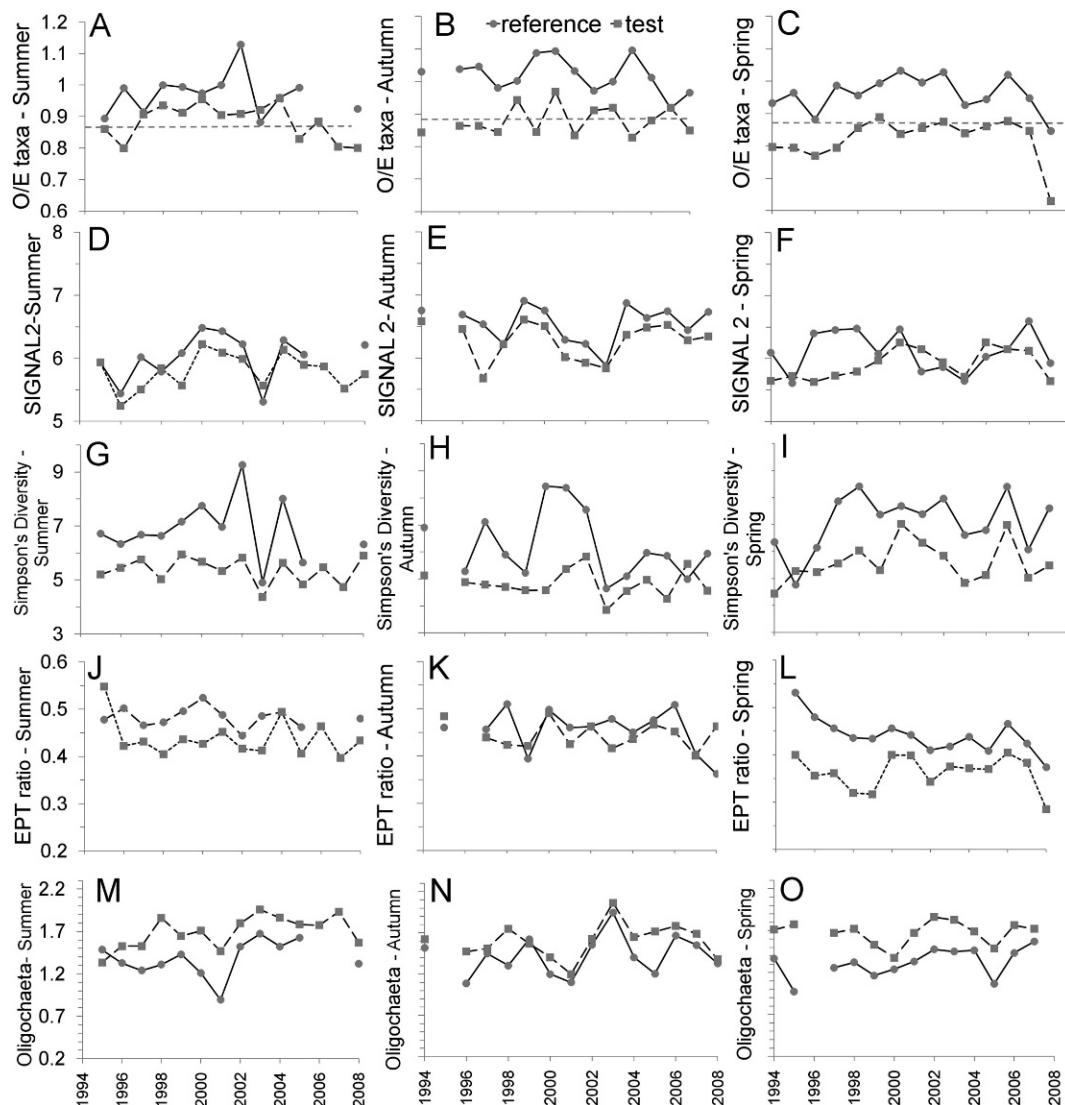 A
B
C
reference
test
O/E taxa - Summer
1.2
1.1
1
0.9
0.8
0.7
0.6
O/E taxa - Autumn
O/E taxa - Spring
D
E
F
SIGNAL2-Summer
8
7
6
5
SIGNAL 2- Autumn
SIGNAL 2 - Spring
G
H
I
Simpson's Diversity -
Summer
9
7
5
3
Simpson's Diversity -
Autumn
Simpson's Diversity -
Spring
J
K
L
EPT ratio - Summer
0.6
0.5
0.4
0.3
0.2
EPT ratio - Autumn
EPT ratio - Spring
M
N
O
Oligochaeta- Summer
2.2
1.7
1.2
0.7
0.2
Oligochaeta - Autumn
Oligochaeta - Spring
1994 1996 1998 2000 2002 2004 2006 2008
1994 1996 1998 2000 2002 2004 2006 2008
1994 1996 1998 2000 2002 2004 2006 2008